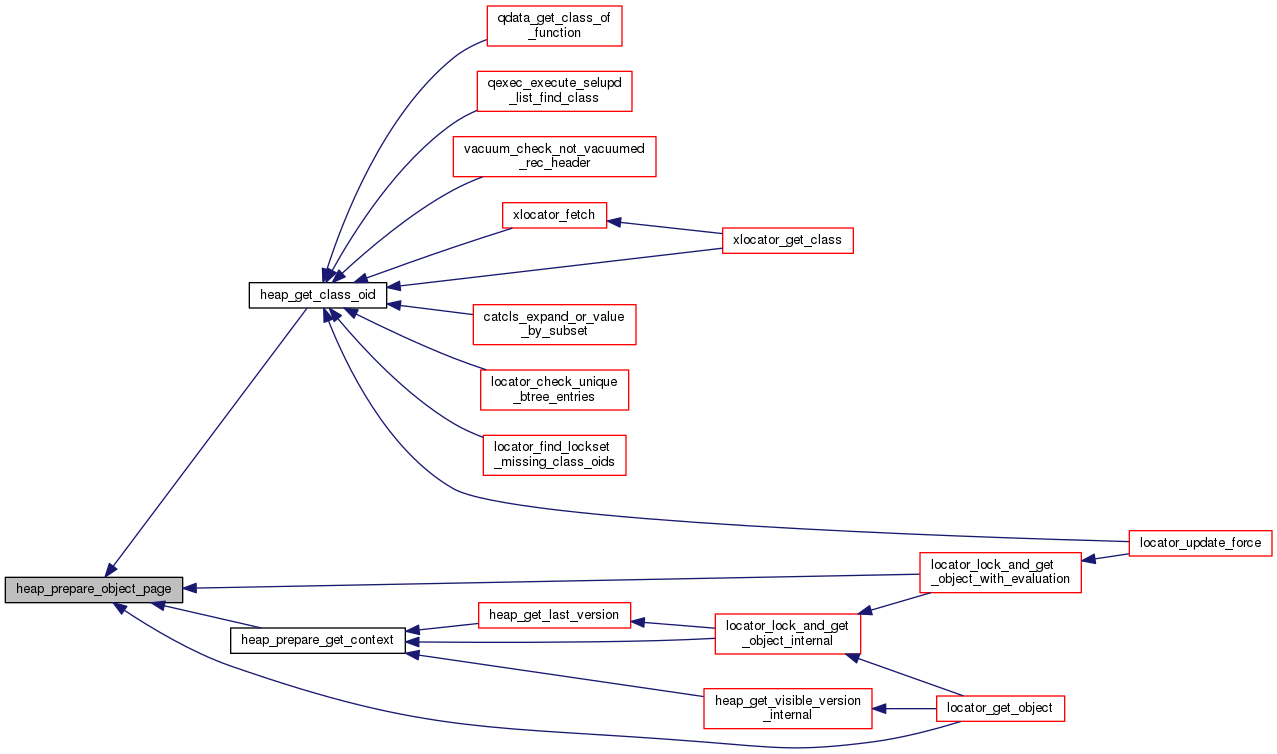 qdata_get_class_of
_function
qexec_execute_selupd
_list_find_class
vacuum_check_not_vacuumed
_rec_header
xlocator_fetch
xlocator_get_class
heap_get_class_oid
catcls_expand_or_value
_by_subset
locator_check_unique
_btree_entries
locator_find_lockset
_missing_class_oids
locator_update_force
heap_prepare_object_page
locator_lock_and_get
_object_with_evaluation
heap_prepare_get_context
heap_get_last_version
locator_lock_and_get
_object_internal
heap_get_visible_version
_internal
locator_get_object